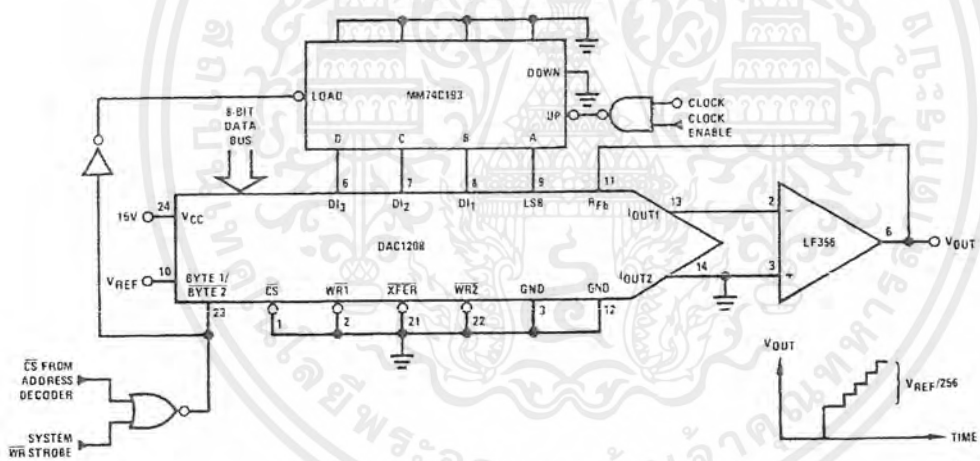 LOAD
MM74C193
DOWN
UP
CLOCK
CLOCK
ENABLE
8-BIT
DATA
BUS
D
C
B
A
6
7
8
9
11
DI3
DI2
DI1
LSB
RFb
24
15V
VCC
DAC1208
IOUT1
13
2
−
LF356
6
VOUT
10
VREF
BYTE 1/
BYTE 2
IOUT2
14
3
+
CS
WR1
XFER
WR2
GND
GND
23
1
2
21
22
3
12
CS FROM
ADDRESS
DECODER
SYSTEM
WR STROBE
VOUT
VREF/256
TIME